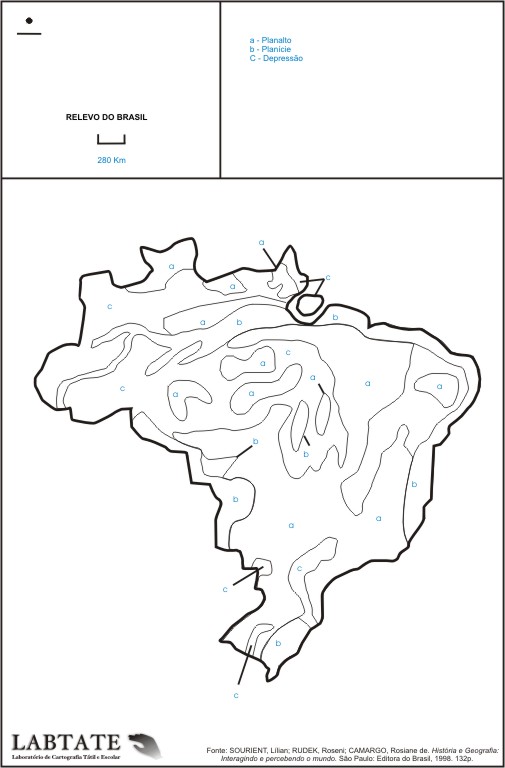 a - Planalto
b - Planície
C - Depressão
RELEVO DO BRASIL
280 Km
a
a
c
a
c
a
b
b
c
a
a
a
a
c
a
a
b
b
b
b
a
a
c
c
b
c
LABTATE
Laboratório de Cartografia Tátil e Escolar
Fonte: SOURIENT, Lílian; RUDEK, Roseni; CAMARGO, Rosiane de. História e Geografia:
Interagindo e percebendo o mundo. São Paulo: Editora do Brasil, 1998. 132p.